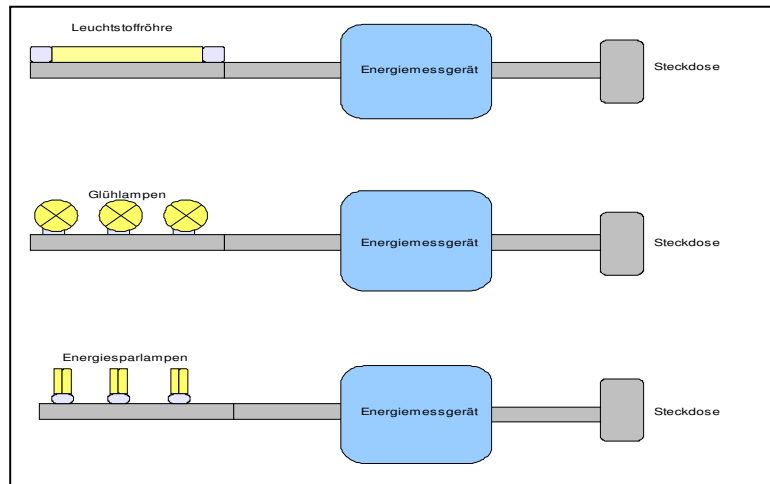 Leuchtstoffröhre
Energiemessgerät
Steckdose
Glühlampen
Energiemessgerät
Steckdose
Energiesparlampen
Energiemessgerät
Steckdose